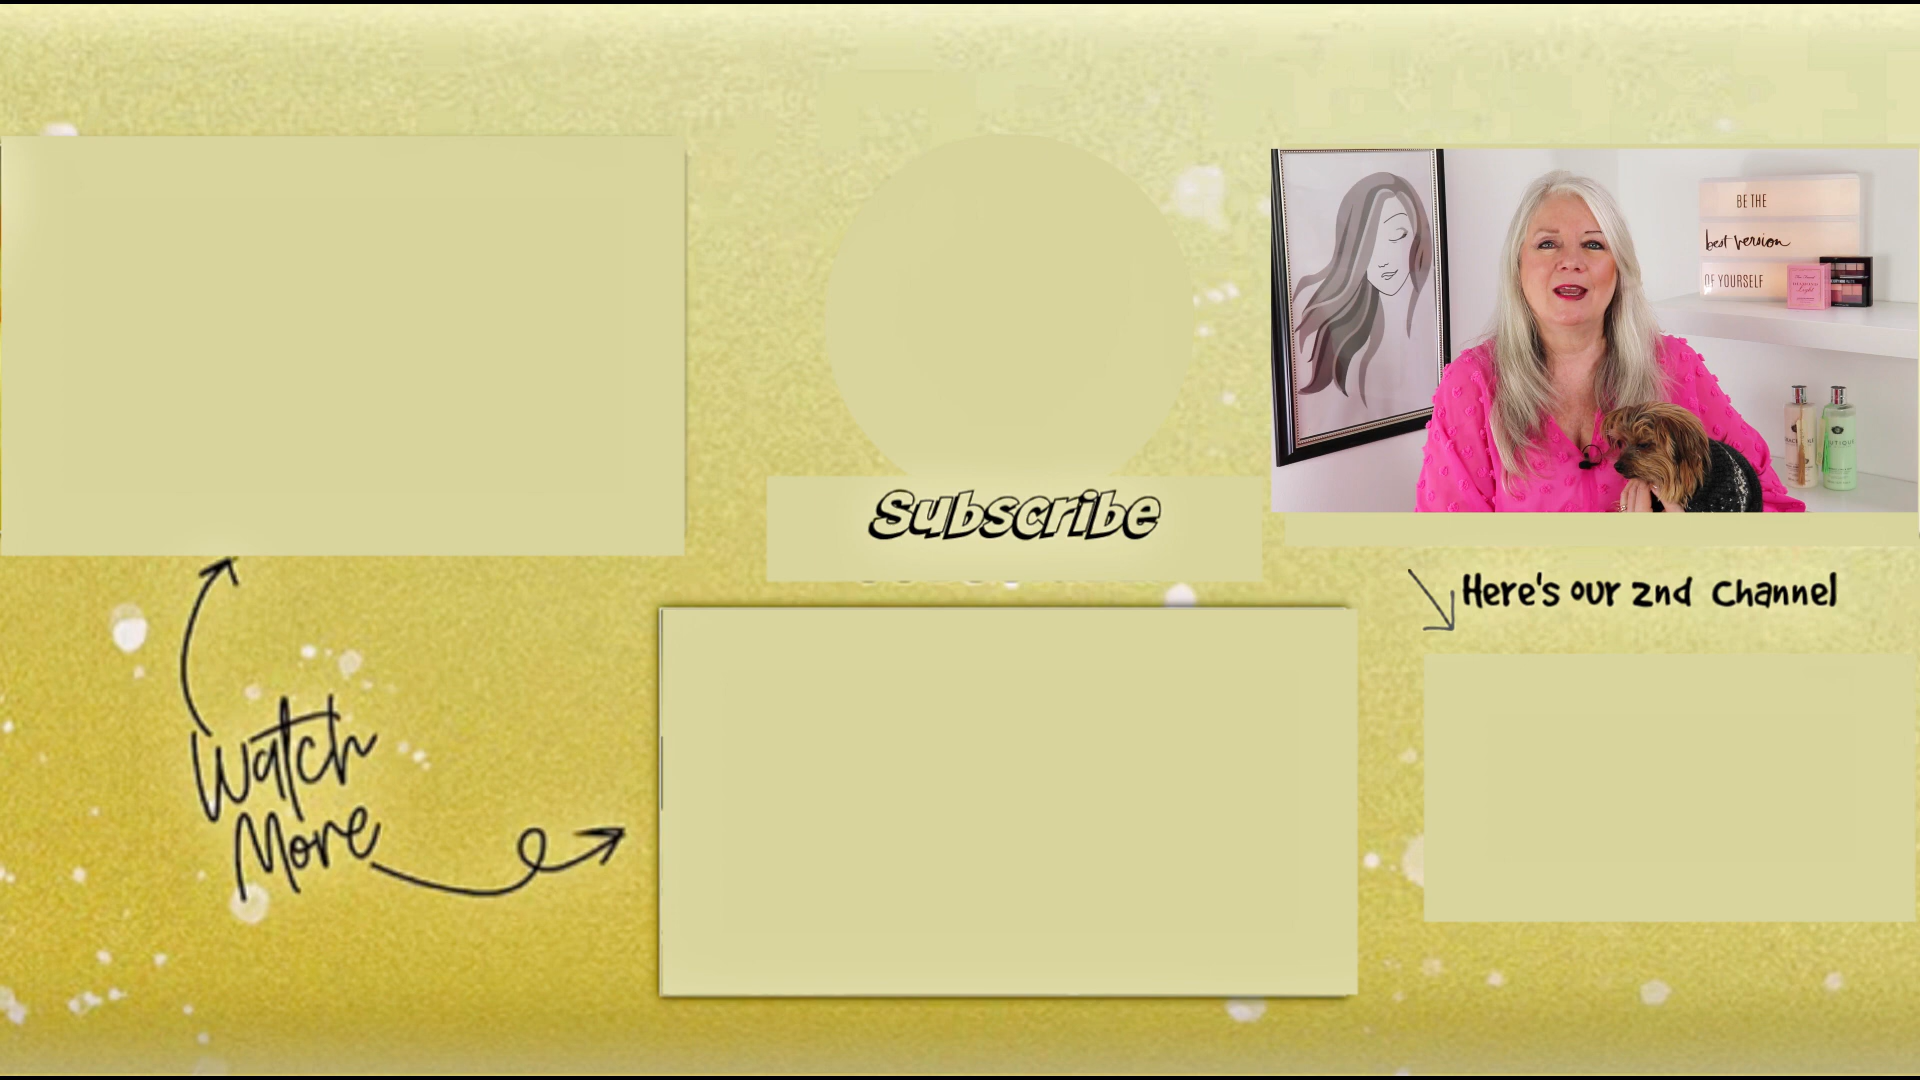 BE THE
best version
OF YOURSELF
Subscribe
Here's our 2nd Channel
Watch
More